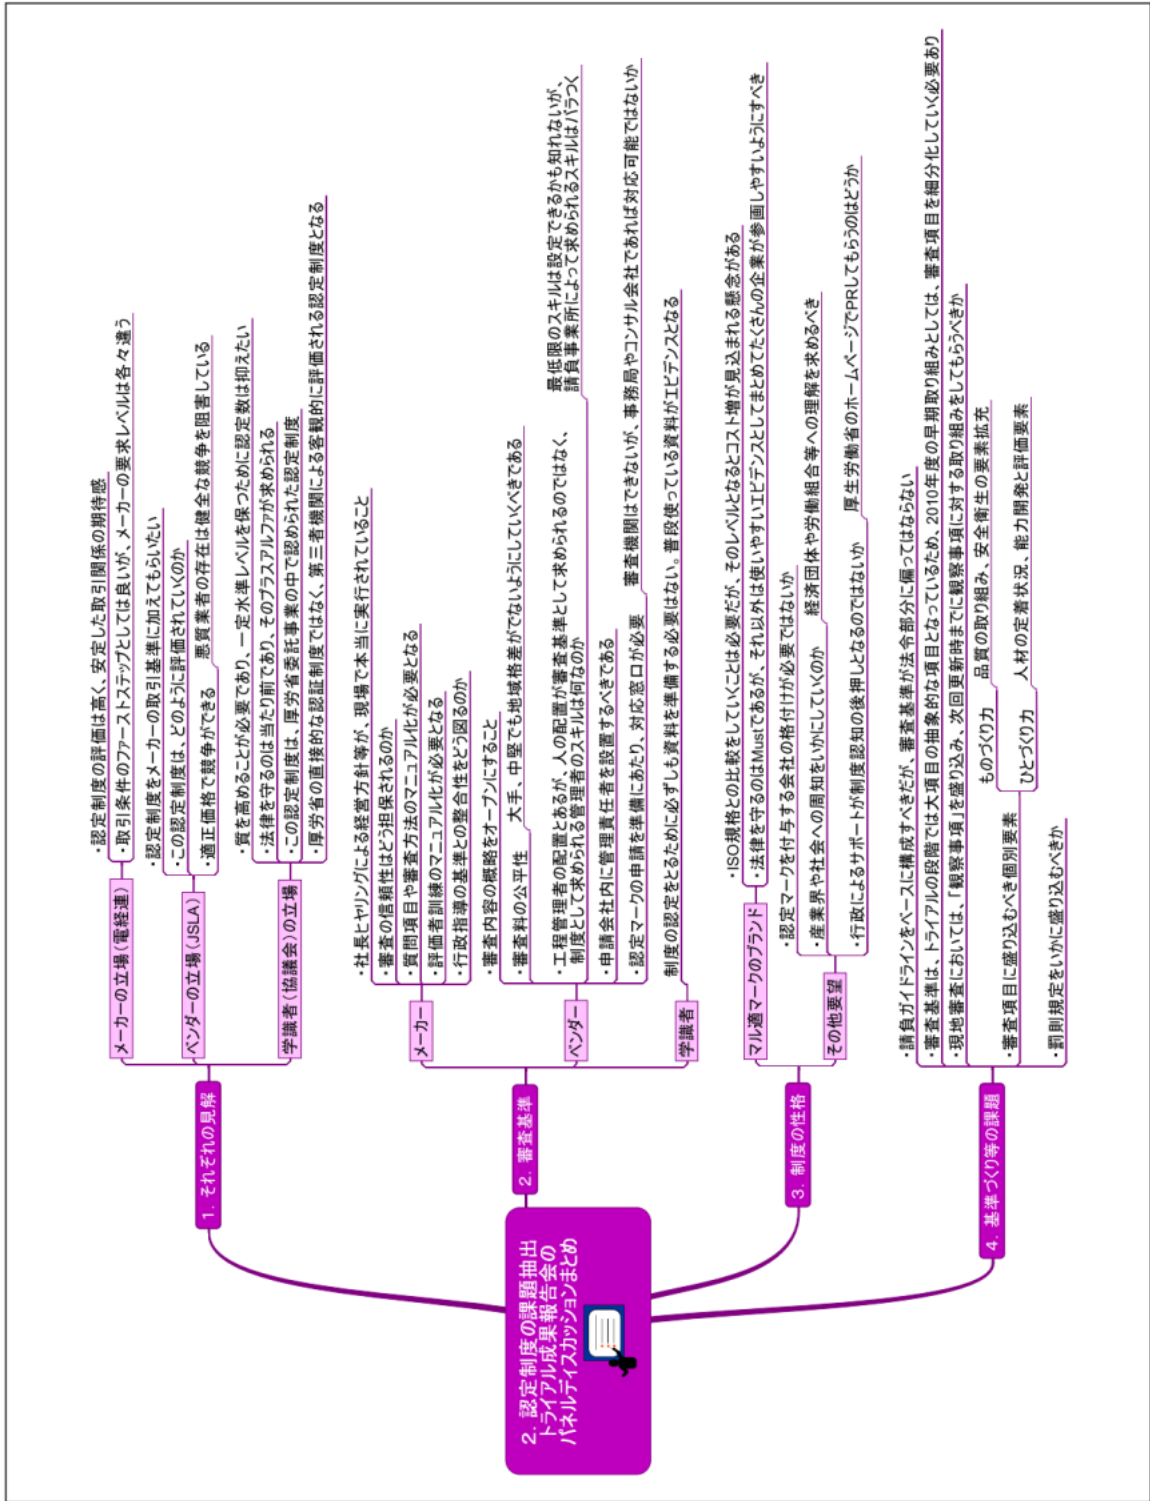 2. 認定制度の課題抽出
トライアル成果報告会の
パネルディスカッションまとめ
1. それぞれの見解
メーカーの立場(電経連)
・認定制度の評価は高く、安定した取引関係の期待感
・取引条件のファーストステップとしては良いが、メーカーの要求レベルは各々違う
ベンダーの立場(JSLA)
・認定制度をメーカーの取引基準に加えてもらいたい
・この認定制度は、どのように評価されていくのか
・適正価格で競争ができる
悪質業者の存在は健全な競争を阻害している
学識者(協議会)の立場
・質を高めることが必要であり、一定水準レベルを保つために認定数は抑えたい
・法律を守るのは当たり前であり、そのプラスアルファが求められる
・この認定制度は、厚労省委託事業の中で認められた認定制度
・厚労省の直接的な認証制度ではなく、第三者機関による客観的に評価される認定制度となる
2. 審査基準
メーカー
・社長ヒヤリングによる経営方針等が、現場で本当に実行されていること
・審査の信頼性はどう担保されるのか
・質問項目や審査方法のマニュアル化が必要となる
・評価者訓練のマニュアル化が必要となる
・行政指導の基準との整合性をどう図るのか
ベンダー
・審査内容の概略をオープンにすること
・審査料の公平性
大手、中堅でも地域格差がでないようにしていくべきである
・工程管理者の配置とあるが、人の配置が審査基準として求められるのではなく、
制度として求められる管理者のスキルは何なのか
最低限のスキルは設定できるかも知れないが、
請負事業所によって求められるスキルはバラつく
・申請会社内に管理責任者を設置するべきである
・認定マークの申請を準備にあたり、対応窓口が必要
審査機関はできないが、事務局やコンサル会社であれば対応可能ではないか
学識者
制度の認定をとるために必ずしも資料を準備する必要はない。普段使っている資料がエビデンスとなる
3. 制度の性格
マル適マークのブランド
・ISO規格との比較をしていくことは必要だが、そのレベルとなるとコスト増が見込まれる懸念がある
・法律を守るのはMustであるが、それ以外は使いやすいエビデンスとしてまとめてたくさんの企業が参画しやすいようにすべき
その他要望
・認定マークを付与する会社の格付けが必要ではないか
・産業界や社会への周知をいかにしていくのか
経済団体や労働組合等への理解を求めるべき
・行政によるサポートが制度認知の後押しとなるのではないか
厚生労働省のホームページでPRしてもらうのはどうか
4. 基準づくり等の課題
・請負ガイドラインをベースに構成すべきだが、審査基準が法令部分に偏ってはならない
・審査基準は、トライアルの段階では大項目の抽象的な項目となっているため、2010年度の早期取り組みとしては、審査項目を細分化していく必要あり
・現地審査においては、「観察事項」を盛り込み、次回更新時までに観察事項に対する取り組みをしてもらうべきか
・審査項目に盛り込むべき個別要素
ものづくり力
品質の取り組み、安全衛生の要素拡充
ひとづくり力
人材の定着状況、能力開発と評価要素
・罰則規定をいかに盛り込むべきか